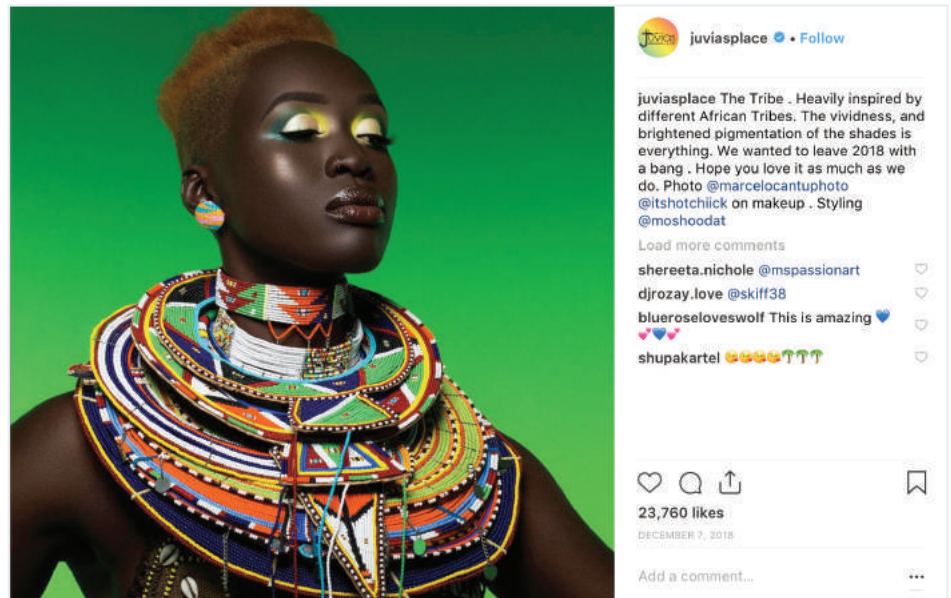 juviasplace • Follow
juviasplace The Tribe . Heavily inspired by
different African Tribes. The vividness, and
brightened pigmentation of the shades is
everything. We wanted to leave 2018 with
a bang . Hope you love it as much as we
do. Photo @marcelocantuphoto
@itshotchiick on makeup . Styling
@moshoodat
Load more comments
shereeta.nichole @mspassionart
djrozay.love @skiff38
blueroseloveswolf This is amazing 💙
💕💙💕
shupakartel 😘😘😘😘🌴🌴🌴
23,760 likes
DECEMBER 7, 2018
Add a comment...